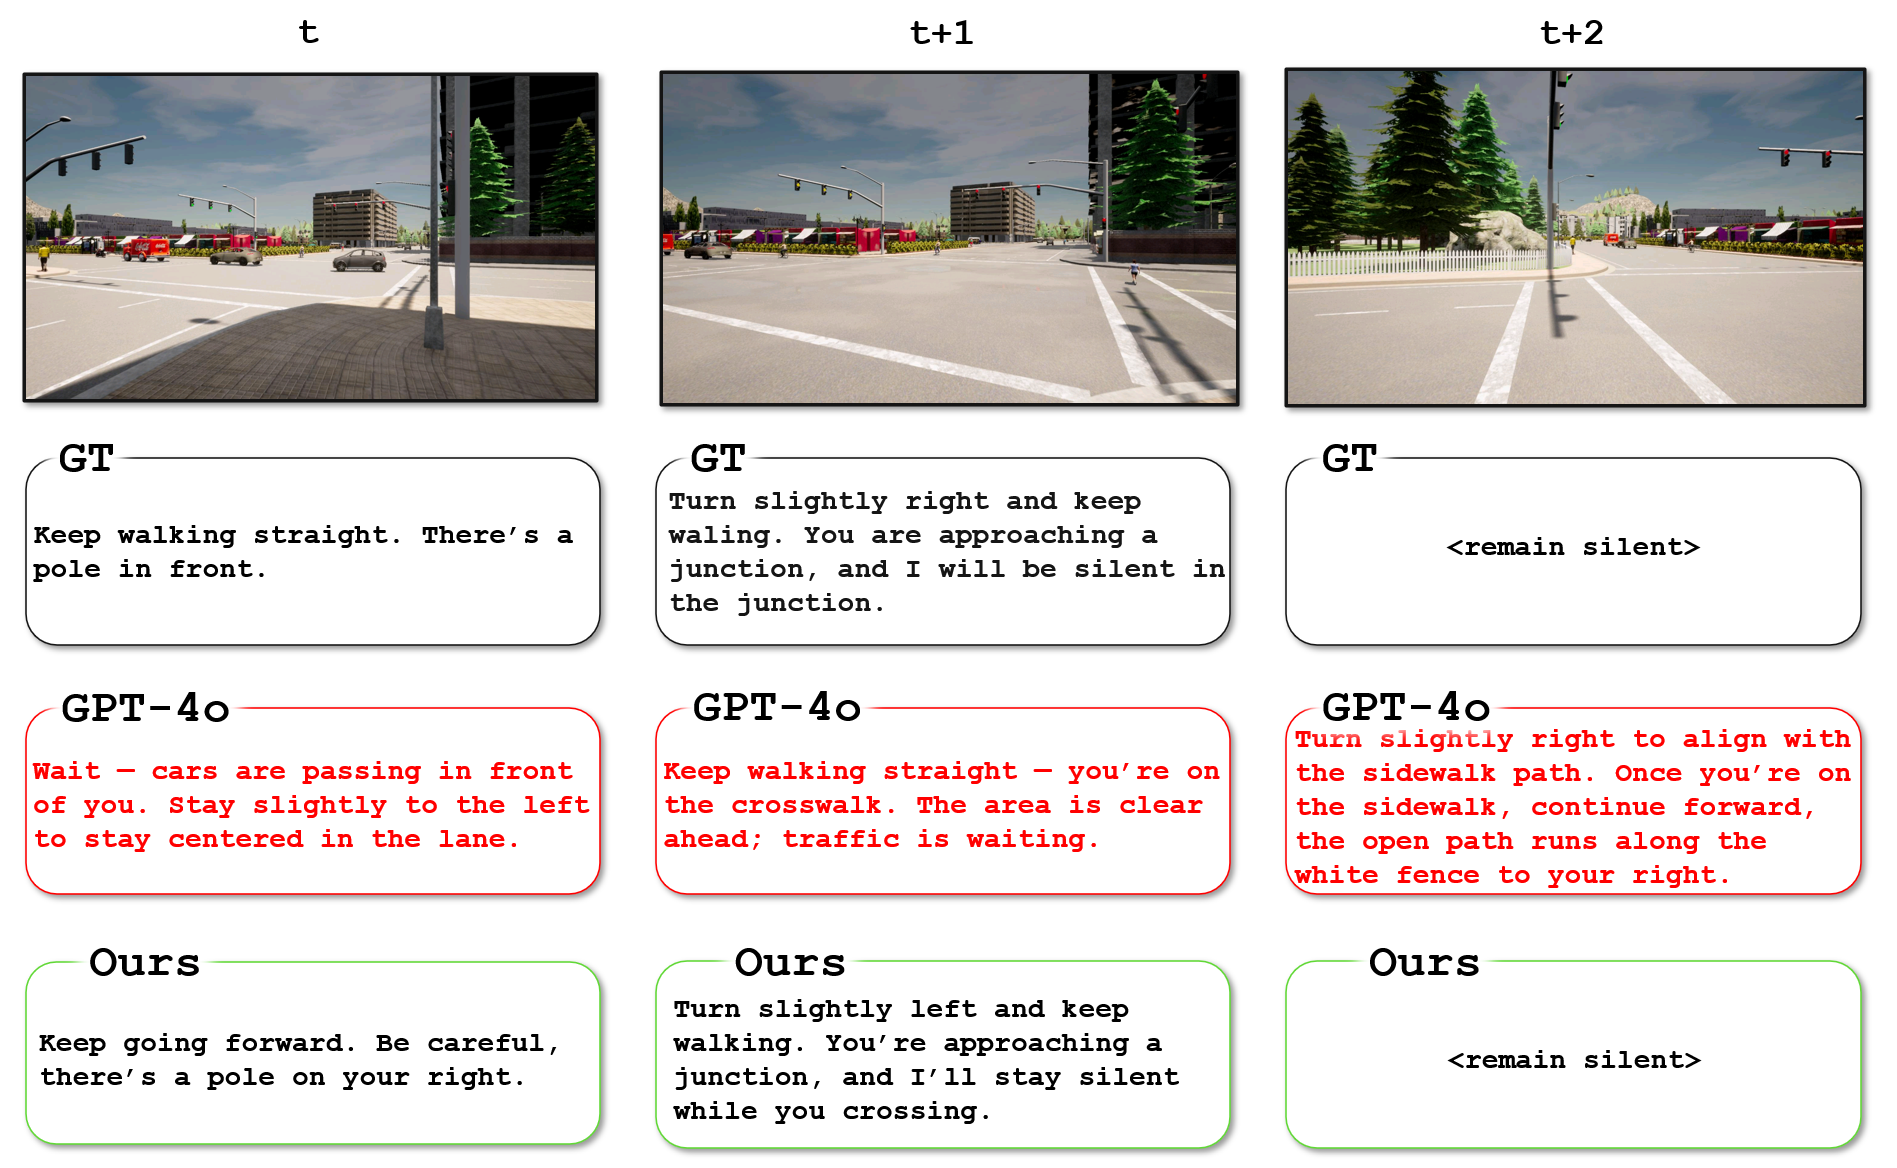 t
t+1
t+2
GT
Keep walking straight. There’s a
pole in front.
GT
Turn slightly right and keep
waling. You are approaching a
junction, and I will be silent in
the junction.
GT
<remain silent>
GPT-4o
Wait — cars are passing in front
of you. Stay slightly to the left
to stay centered in the lane.
GPT-4o
Keep walking straight — you’re on
the crosswalk. The area is clear
ahead; traffic is waiting.
GPT-4o
Turn slightly right to align with
the sidewalk path. Once you’re on
the sidewalk, continue forward,
the open path runs along the
white fence to your right.
Ours
Keep going forward. Be careful,
there’s a pole on your right.
Ours
Turn slightly left and keep
walking. You’re approaching a
junction, and I’ll stay silent
while you crossing.
Ours
<remain silent>